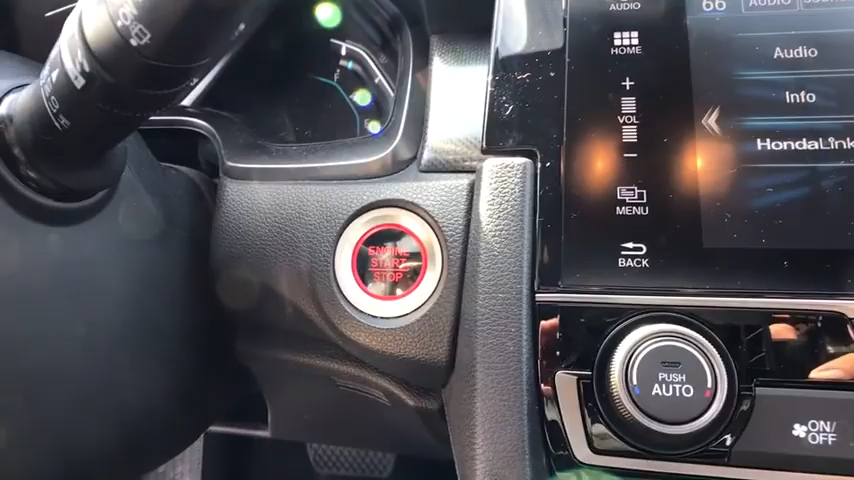 AUDIO
66
AUDIO
HOME
Audio
+
VOL
-
Info
HondaLink
MENU
BACK
ENGINE
START
STOP
PUSH
AUTO
ON/
OFF